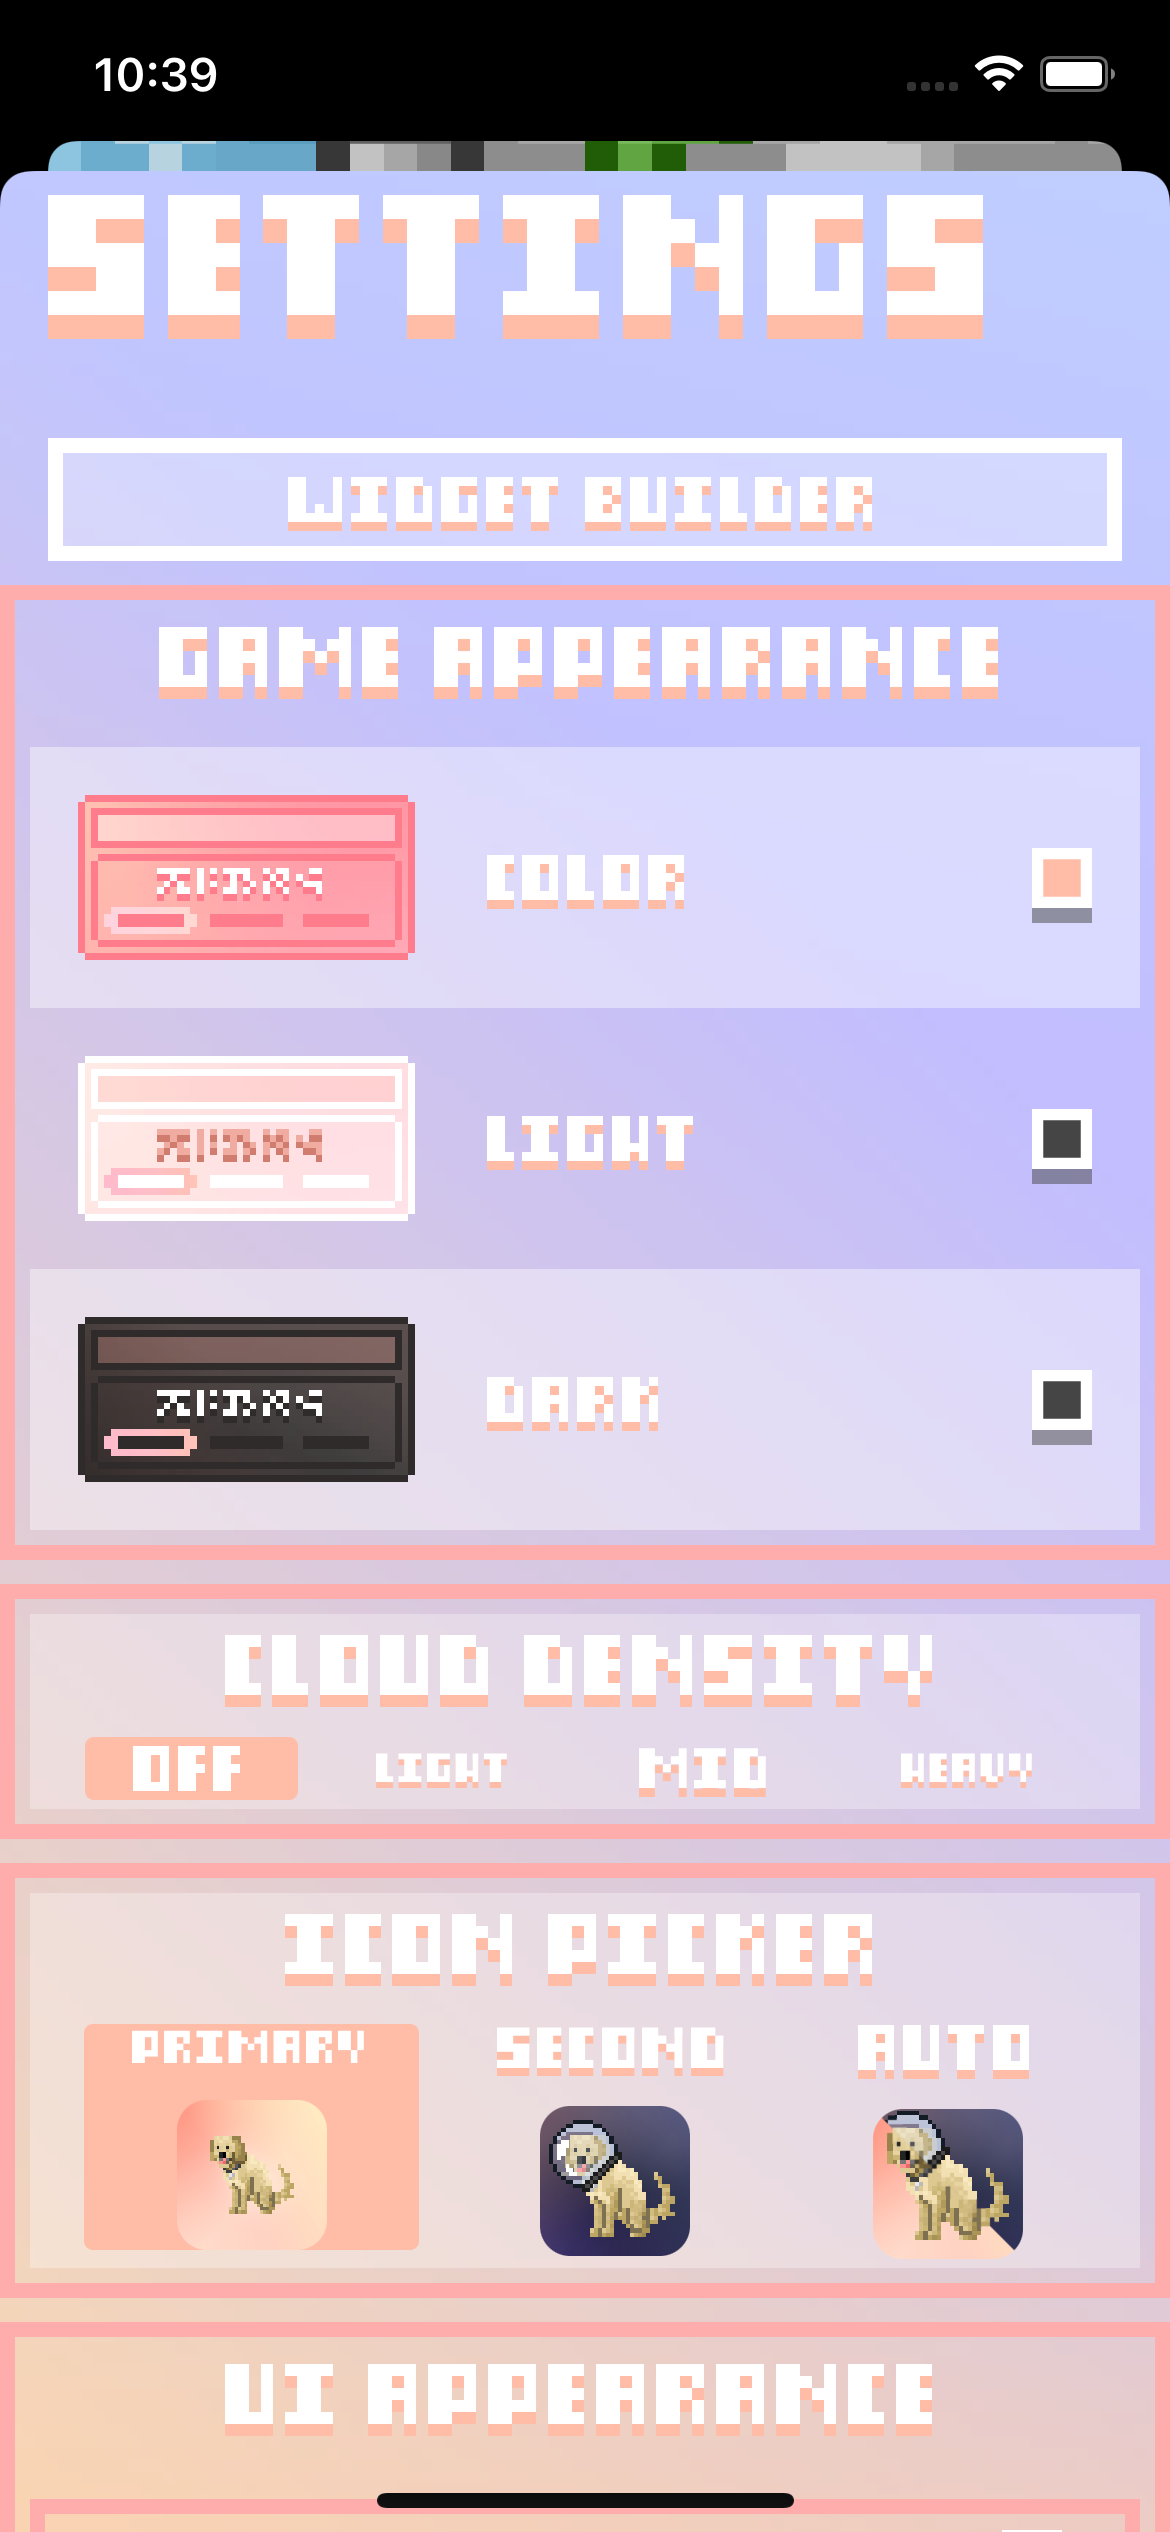 10:39
SETTINGS
WIDGET BUILDER
GAME APPEARANCE
COLOR
LIGHT
DARK
CLOUD DENSITY
OFF LIGHT MID HEAVY
ICON PICKER
PRIMARY SECOND AUTO
UI APPEARANCE